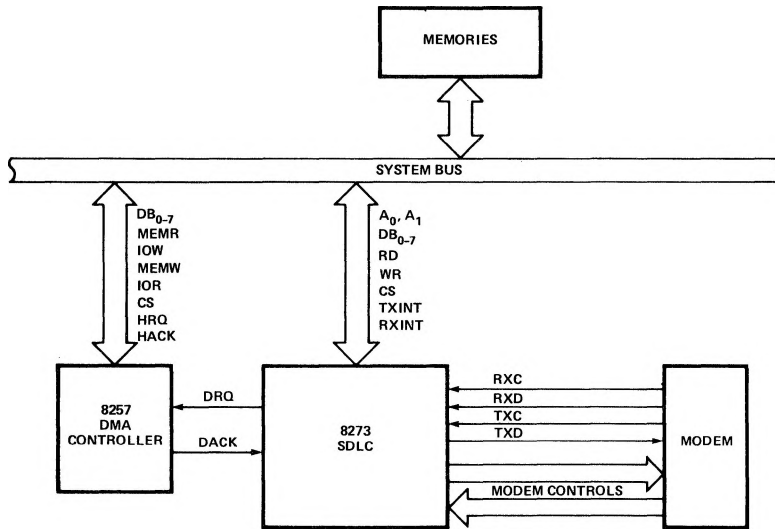 MEMORIES
SYSTEM BUS
DB0–7
MEMR
IOW
MEMW
IOR
CS
HRQ
HACK
A0, A1
DB0–7
RD
WR
CS
TXINT
RXINT
8257
DMA
CONTROLLER
DRQ
DACK
8273
SDLC
RXC
RXD
TXC
TXD
MODEM CONTROLS
MODEM